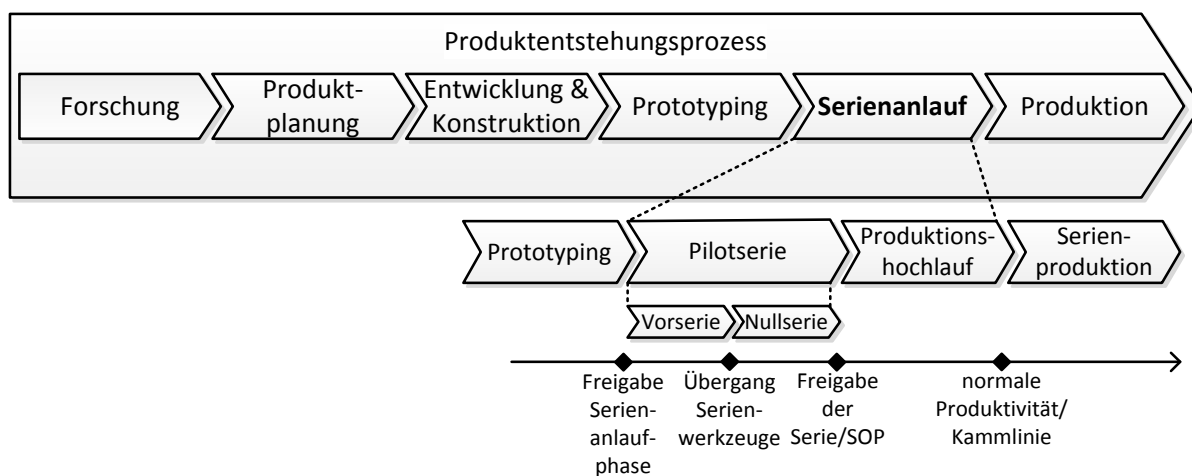 Produktentstehungsprozess
Forschung
Produkt-
planung
Entwicklung &
Konstruktion
Prototyping
Serienanlauf
Produktion
Prototyping
Pilotserie
Produktions-
hochlauf
Serien-
produktion
Vorserie
Nullserie
Freigabe
Serien-
anlauf-
phase
Übergang
Serien-
werkzeuge
Freigabe
der
Serie/SOP
normale
Produktivität/
Kammlinie